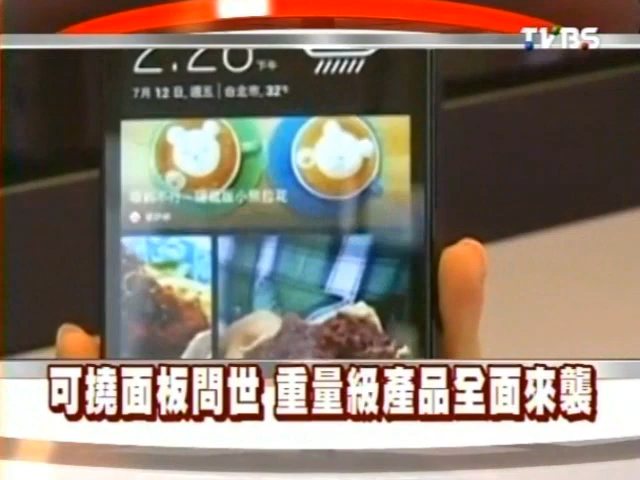 TVBS
2:26 下午
7月12日, 週五 | 台北市, 32°
可撓面板問世 重量級產品全面來襲